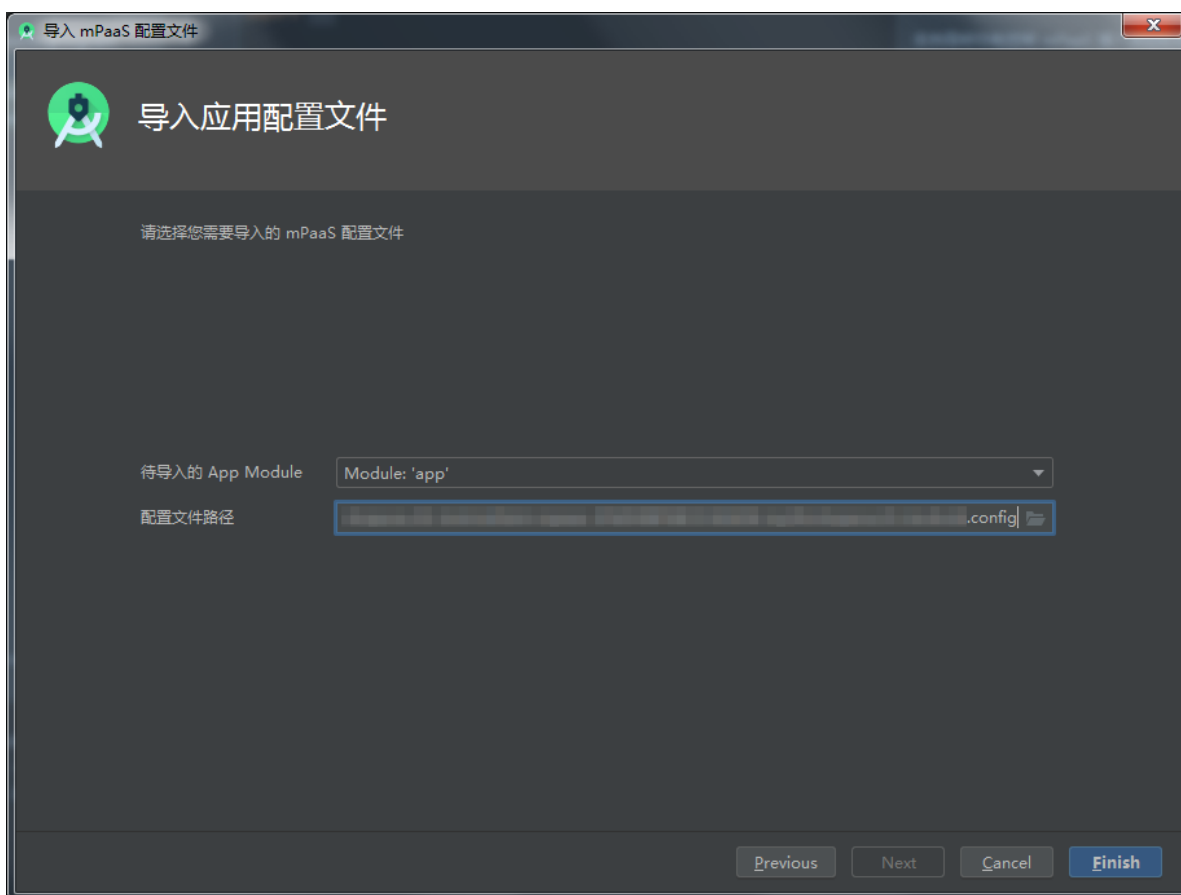 导入 mPaaS 配置文件
导入应用配置文件
请选择您需要导入的 mPaaS 配置文件
待导入的 App Module
Module: 'app'
配置文件路径
.config
Previous
Next
Cancel
Finish